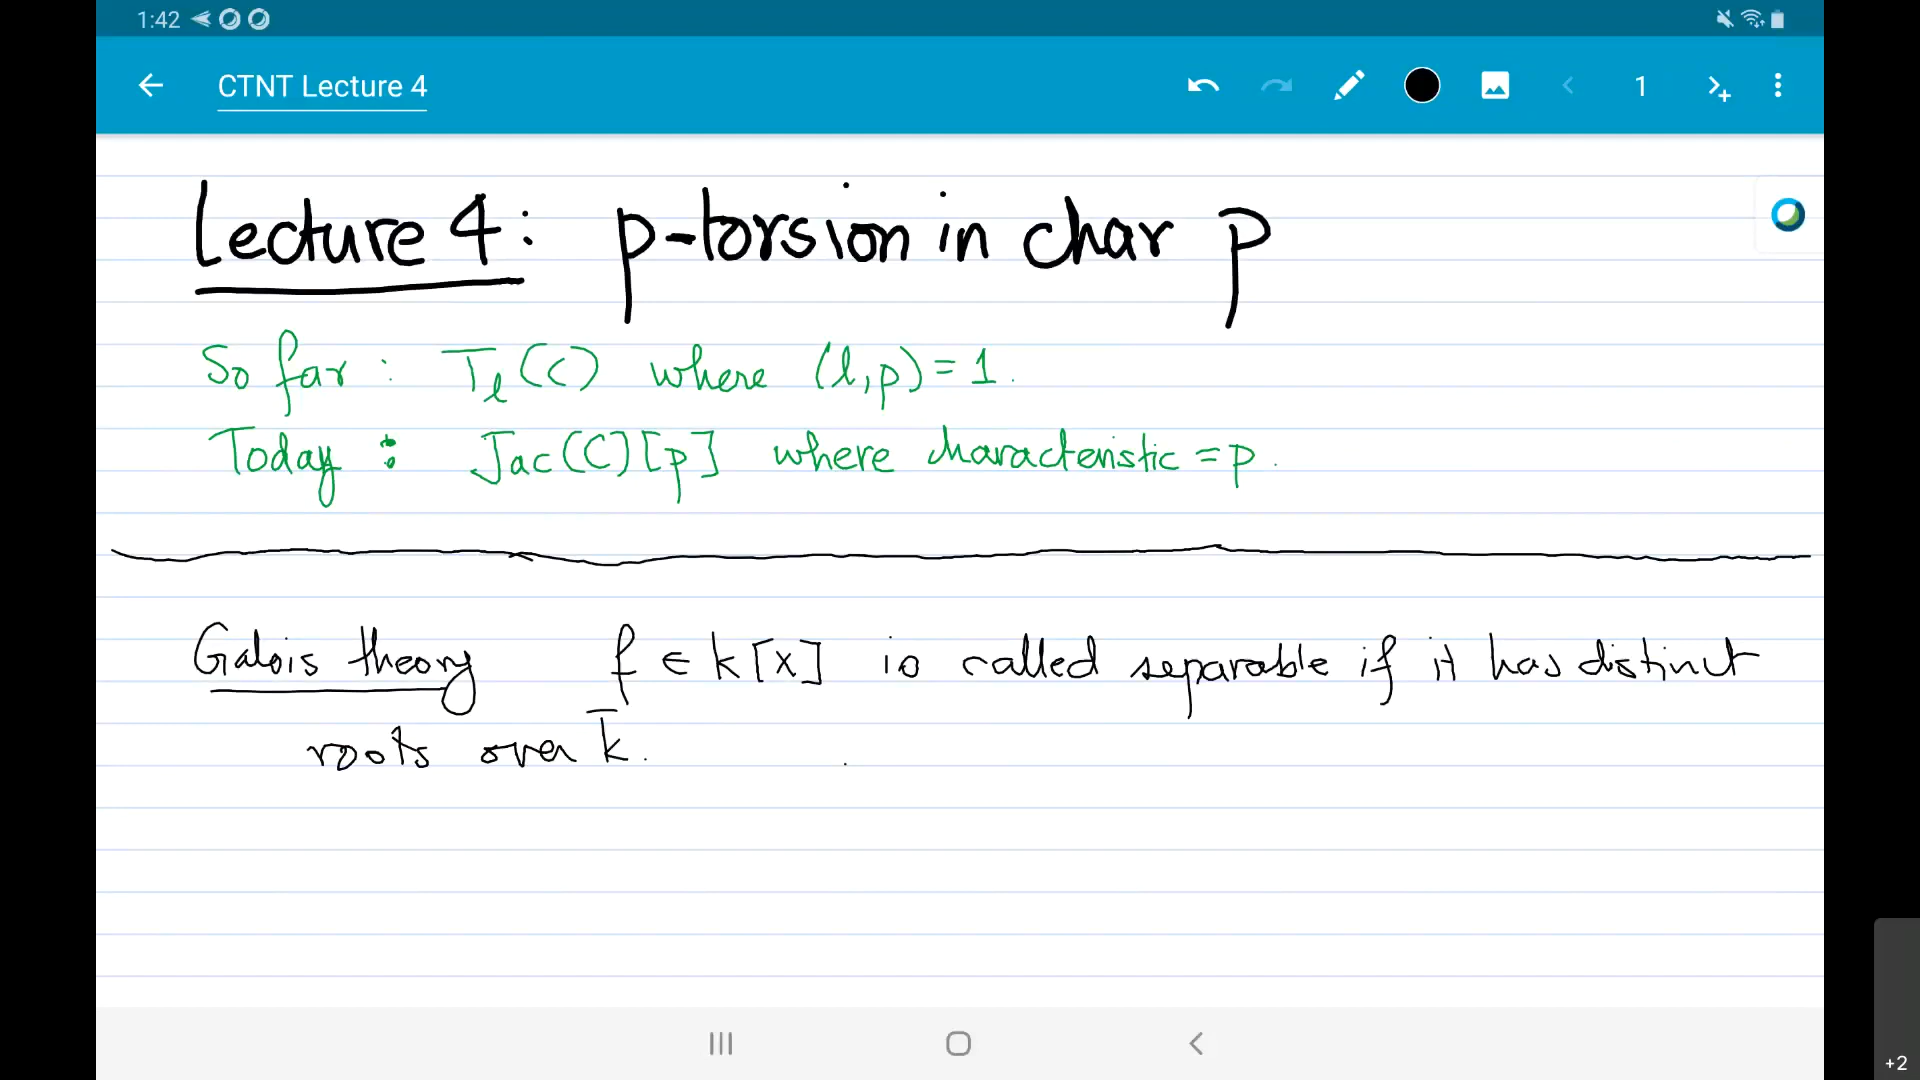 1:42
CTNT Lecture 4
1
Lecture 4: p-torsion in char p
So far : T_ℓ(C) where (ℓ,p)=1.
Today : Jac(C)[p] where characteristic = p.
Galois theory f ∈ k[x] is called separable if it has distinct
roots over k̅.
+2